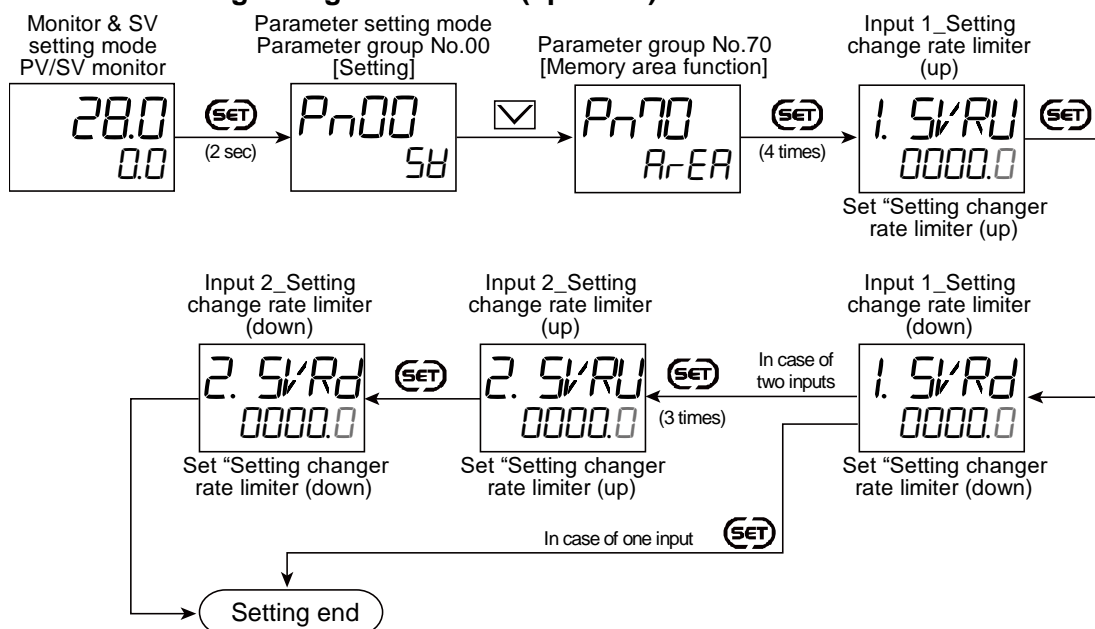 Monitor & SV
setting mode
PV/SV monitor
28.0
0.0
SET
(2 sec)
Parameter setting mode
Parameter group No.00
[Setting]
Pn00
Parameter group No.70
[Memory area function]
Pn70
ArEA
SET
(4 times)
Input 1_Setting
change rate limiter
(up)
1. SVRU
0000.0
Set “Setting changer
rate limiter (up)
SET
Input 1_Setting
change rate limiter
(down)
1. SVRd
0000.0
Set “Setting changer
rate limiter (down)
In case of
two inputs
SET
(3 times)
Input 2_Setting
change rate limiter
(up)
2. SVRU
0000.0
Set “Setting changer
rate limiter (up)
SET
Input 2_Setting
change rate limiter
(down)
2. SVRd
0000.0
Set “Setting changer
rate limiter (down)
In case of one input
SET
Setting end